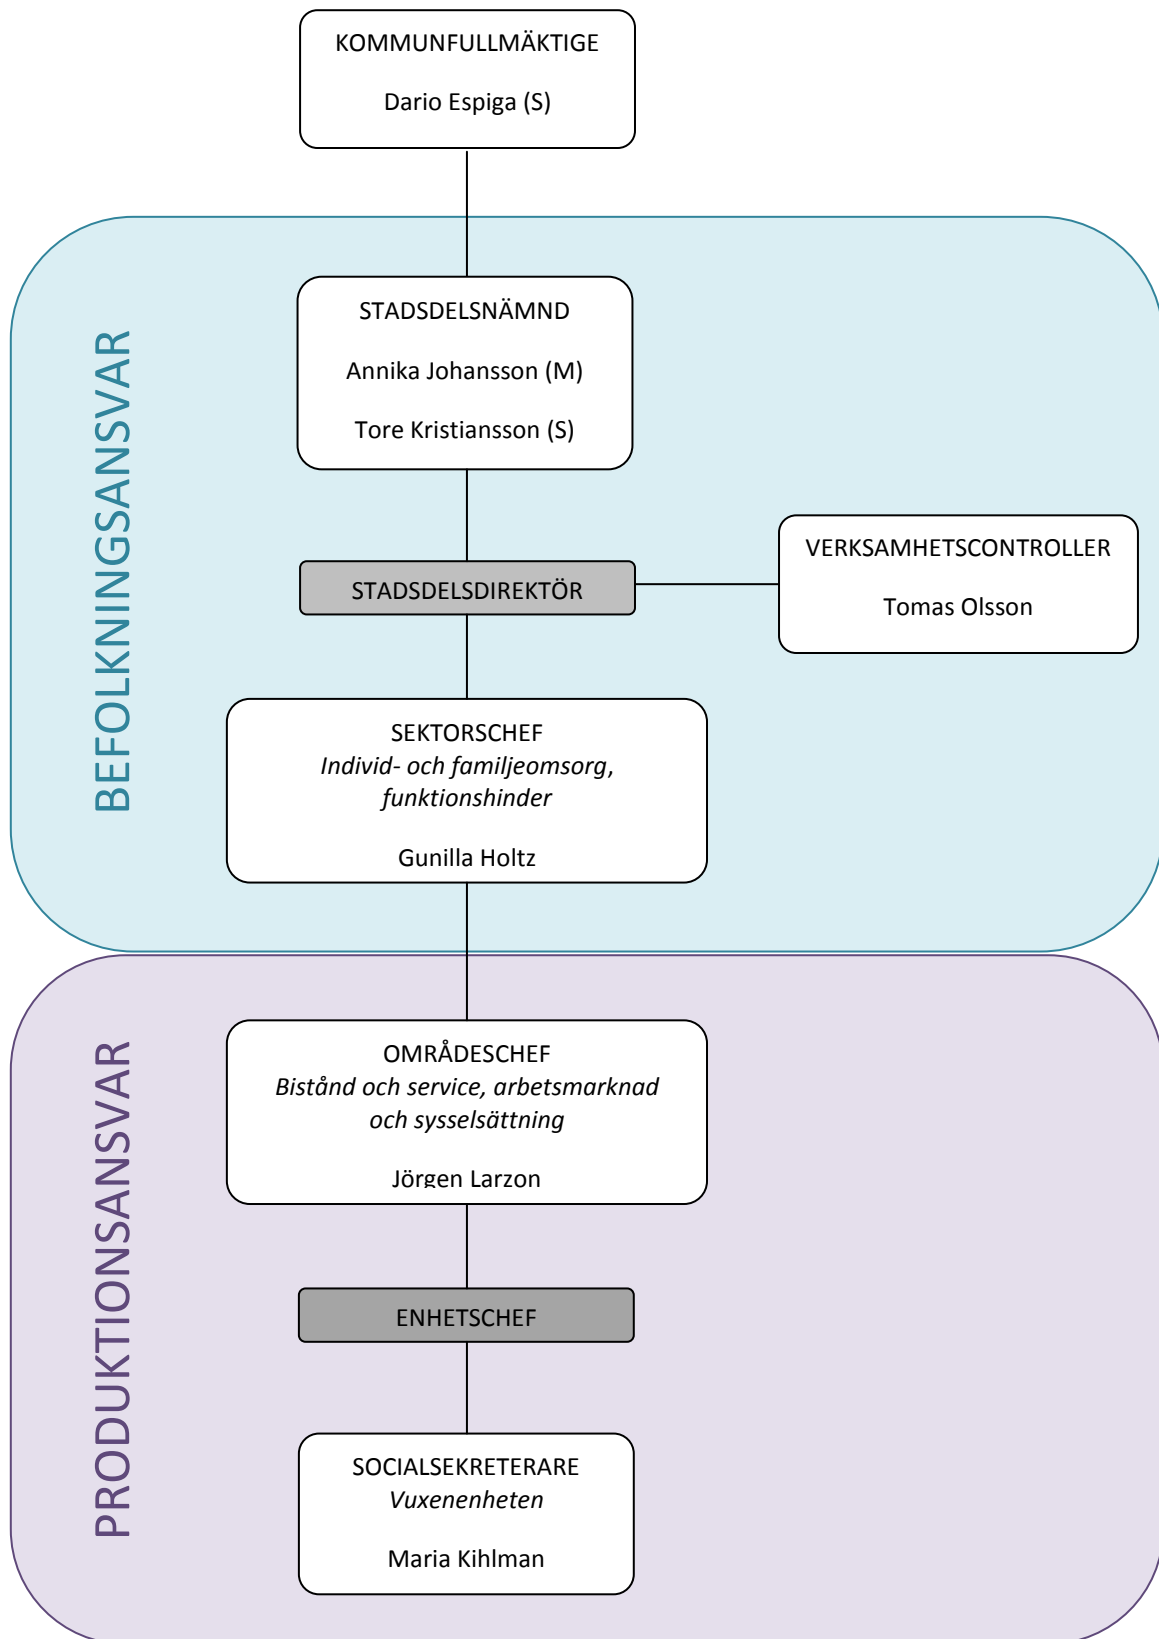 KOMMUNFULLMÄKTIGE
Dario Espiga (S)
BEFOLKNINGSANSVAR
STADSDELSNÄMND
Annika Johansson (M)
Tore Kristiansson (S)
STADSDELSDIREKTÖR
VERKSAMHETSCONTROLLER
Tomas Olsson
SEKTORSCHEF
Individ- och familjeomsorg,
funktionshinder
Gunilla Holtz
PRODUKTIONSANSVAR
OMRÅDESCHEF
Bistånd och service, arbetsmarknad
och sysselsättning
Jörgen Larzon
ENHETSCHEF
SOCIALSEKRETERARE
Vuxenenheten
Maria Kihlman